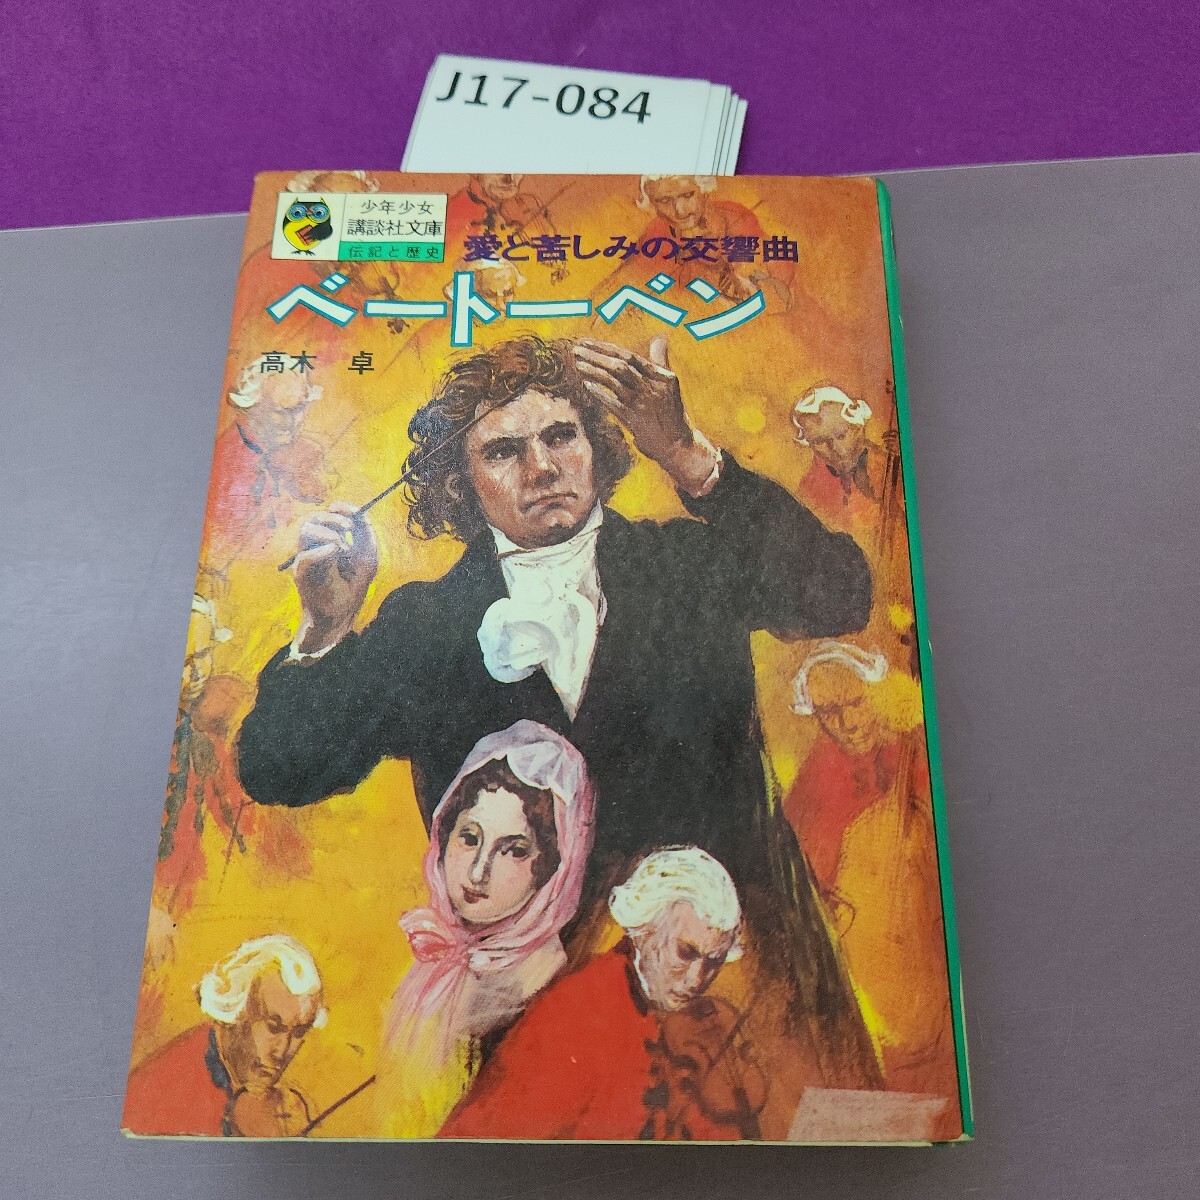 J17-084
少年少女
講談社文庫
伝記と歴史
愛と苦しみの交響曲
ベートーベン
高木 卓